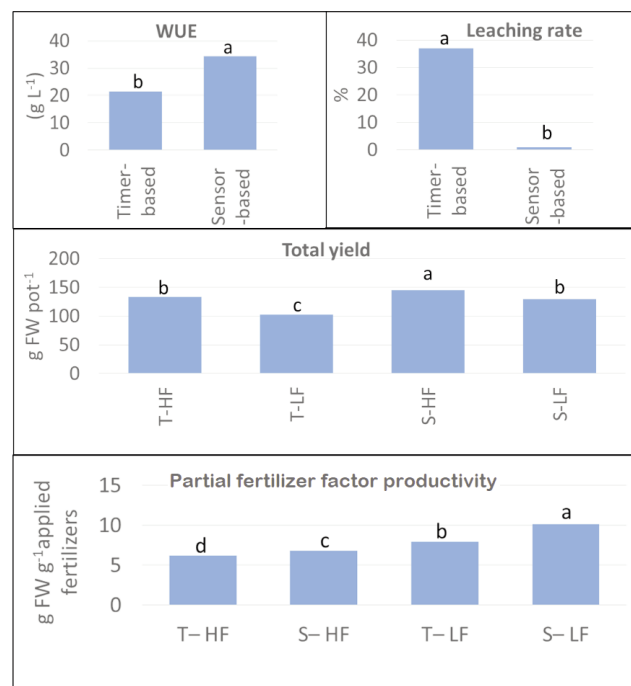 WUE
(g L⁻¹)
40
30
20
10
0
b
a
Timer-
based
Sensor
-based
Leaching rate
%
40
30
20
10
0
a
b
Timer-
based
Sensor
-based
Total yield
g FW pot⁻¹
200
150
100
50
0
b
c
a
b
T-HF
T-LF
S-HF
S-LF
Partial fertilizer factor productivity
g FW g⁻¹applied
fertilizers
15
10
5
0
d
c
b
a
T– HF
S– HF
T– LF
S– LF